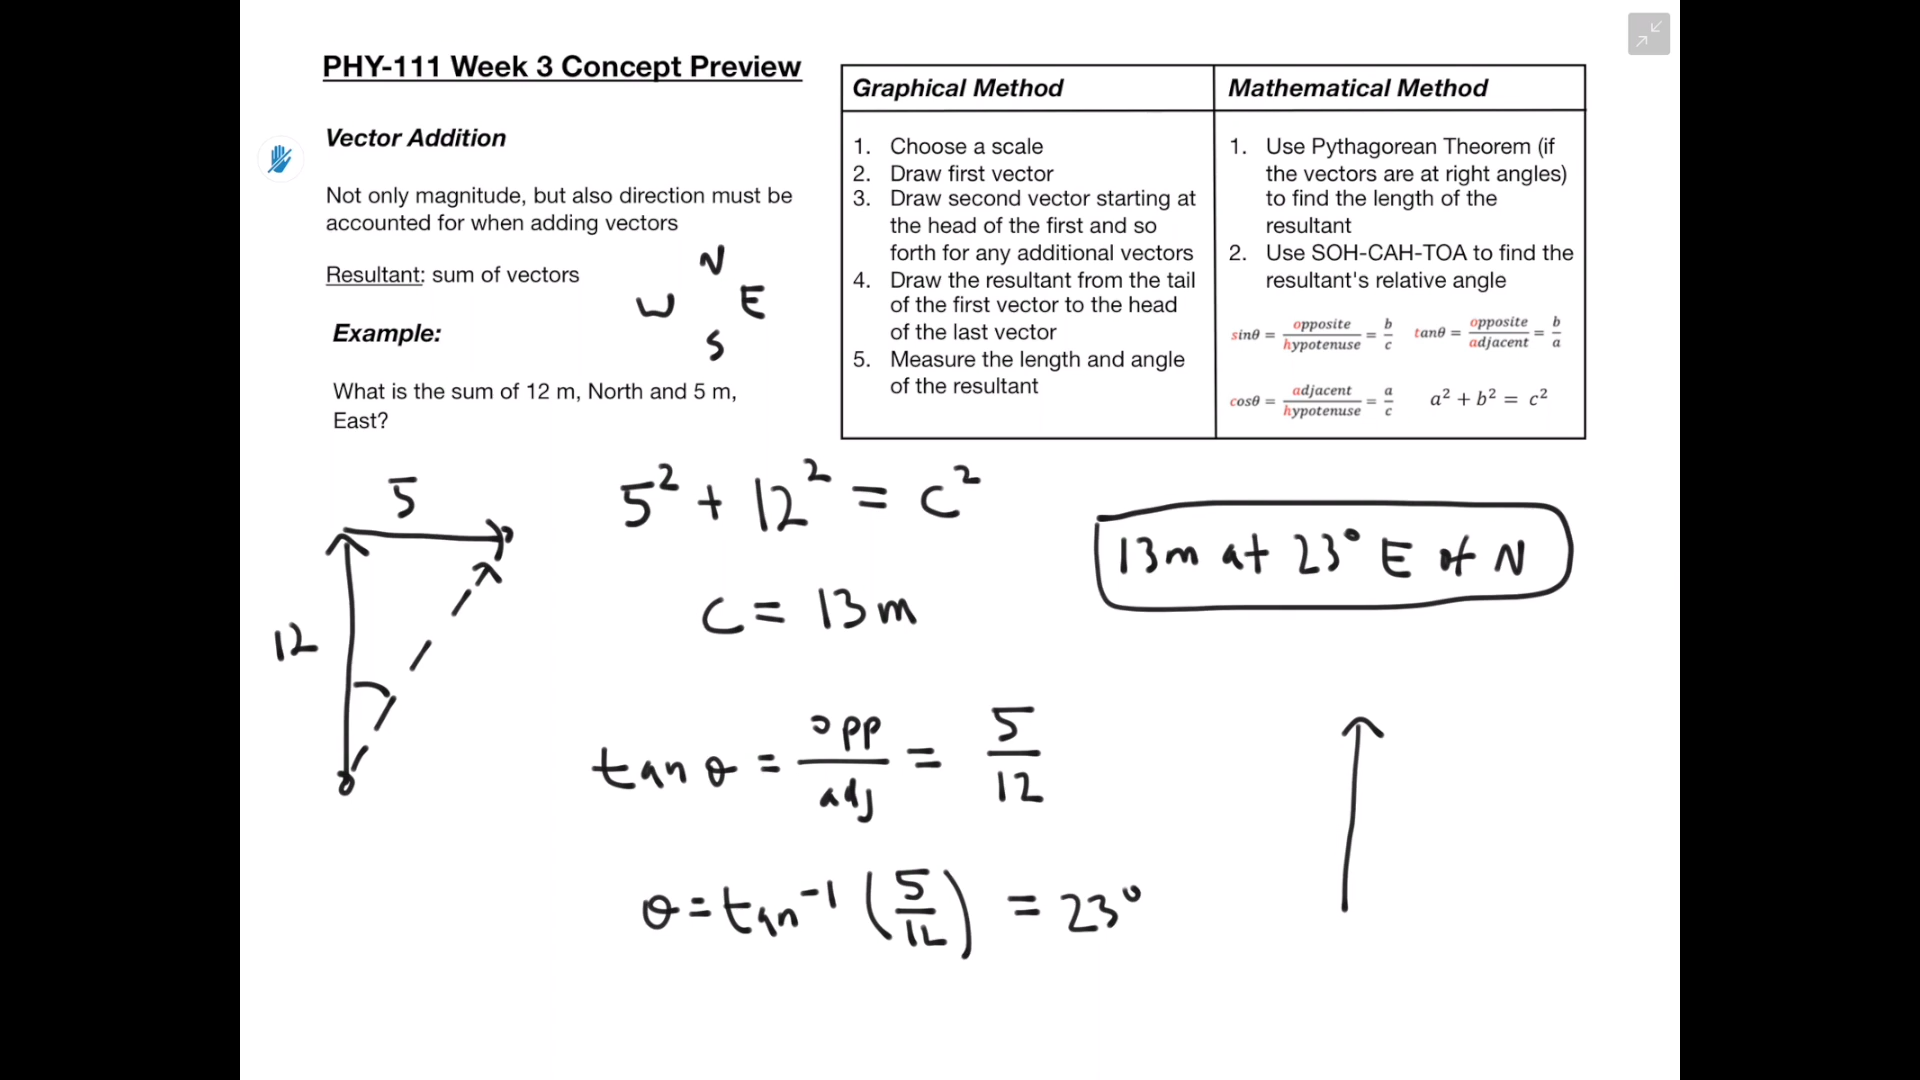 PHY-111 Week 3 Concept Preview
Vector Addition
Not only magnitude, but also direction must be
accounted for when adding vectors
Resultant: sum of vectors
N
W E
S
Example:
What is the sum of 12 m, North and 5 m,
East?
Graphical Method
1. Choose a scale
2. Draw first vector
3. Draw second vector starting at
the head of the first and so
forth for any additional vectors
4. Draw the resultant from the tail
of the first vector to the head
of the last vector
5. Measure the length and angle
of the resultant
Mathematical Method
1. Use Pythagorean Theorem (if
the vectors are at right angles)
to find the length of the
resultant
2. Use SOH-CAH-TOA to find the
resultant's relative angle
sinθ = opposite/hypotenuse = b/c tanθ = opposite/adjacent = b/a
cosθ = adjacent/hypotenuse = a/c a² + b² = c²
5
12
5² + 12² = c²
c = 13 m
tan θ = opp/adj = 5/12
θ = tan⁻¹ (5/12) = 23°
13 m at 23° E of N